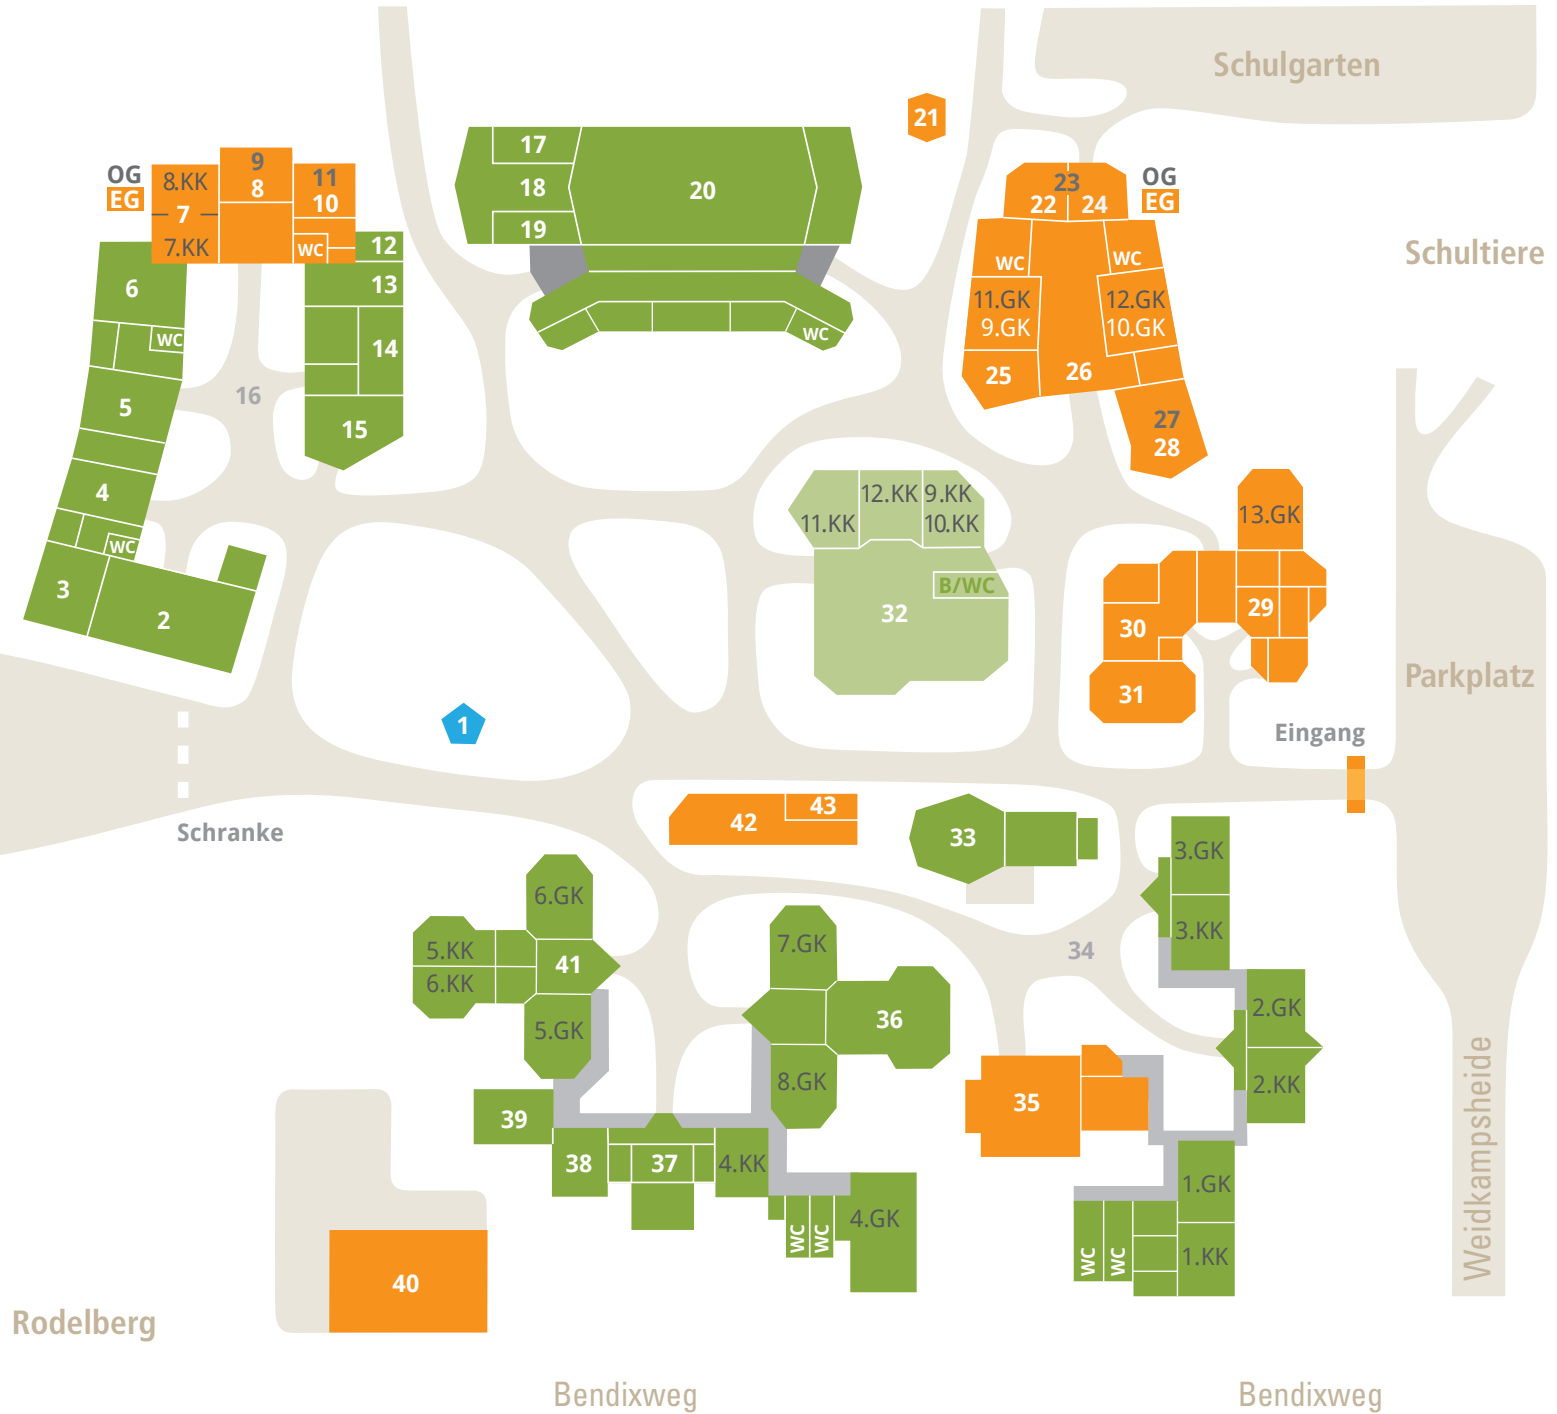 Schulgarten
21
17
18
19
20
OG
EG
8.KK
7
7.KK
9
8
11
10
WC
12
13
14
15
6
WC
5
4
WC
3
2
16
WC
OG
EG
23
22
24
WC
WC
11.GK
9.GK
12.GK
10.GK
25
26
27
28
Schultiere
13.GK
29
30
31
12.KK
9.KK
11.KK
10.KK
B/WC
32
Parkplatz
Eingang
1
Schranke
42
43
33
34
3.GK
3.KK
2.GK
2.KK
6.GK
5.KK
6.KK
41
5.GK
7.GK
36
8.GK
35
39
38
37
4.KK
4.GK
WC
WC
1.GK
1.KK
WC
WC
40
Weidkampsheide
Rodelberg
Bendixweg
Bendixweg